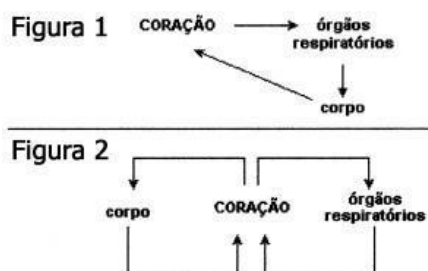 Figura 1
CORAÇÃO
órgãos
respiratórios
corpo
Figura 2
corpo
CORAÇÃO
órgãos
respiratórios